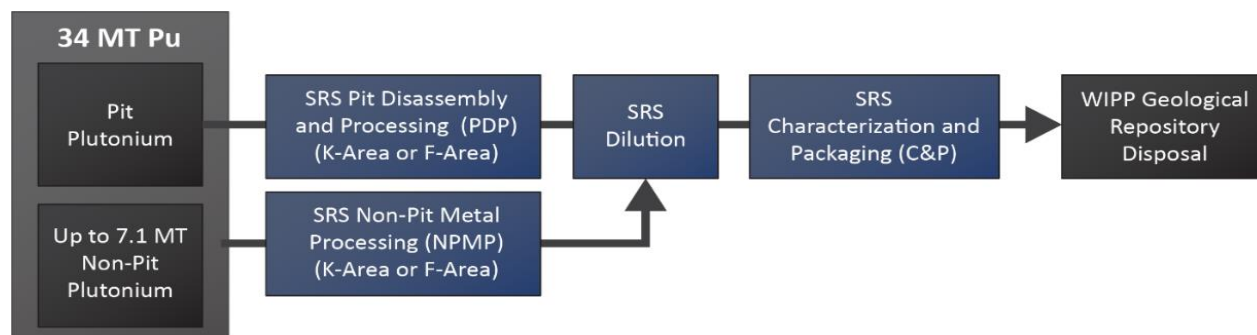 34 MT Pu
Pit
Plutonium
Up to 7.1 MT
Non-Pit
Plutonium
SRS Pit Disassembly
and Processing (PDP)
(K-Area or F-Area)
SRS Non-Pit Metal
Processing (NPMP)
(K-Area or F-Area)
SRS
Dilution
SRS
Characterization and
Packaging (C&P)
WIPP Geological
Repository
Disposal